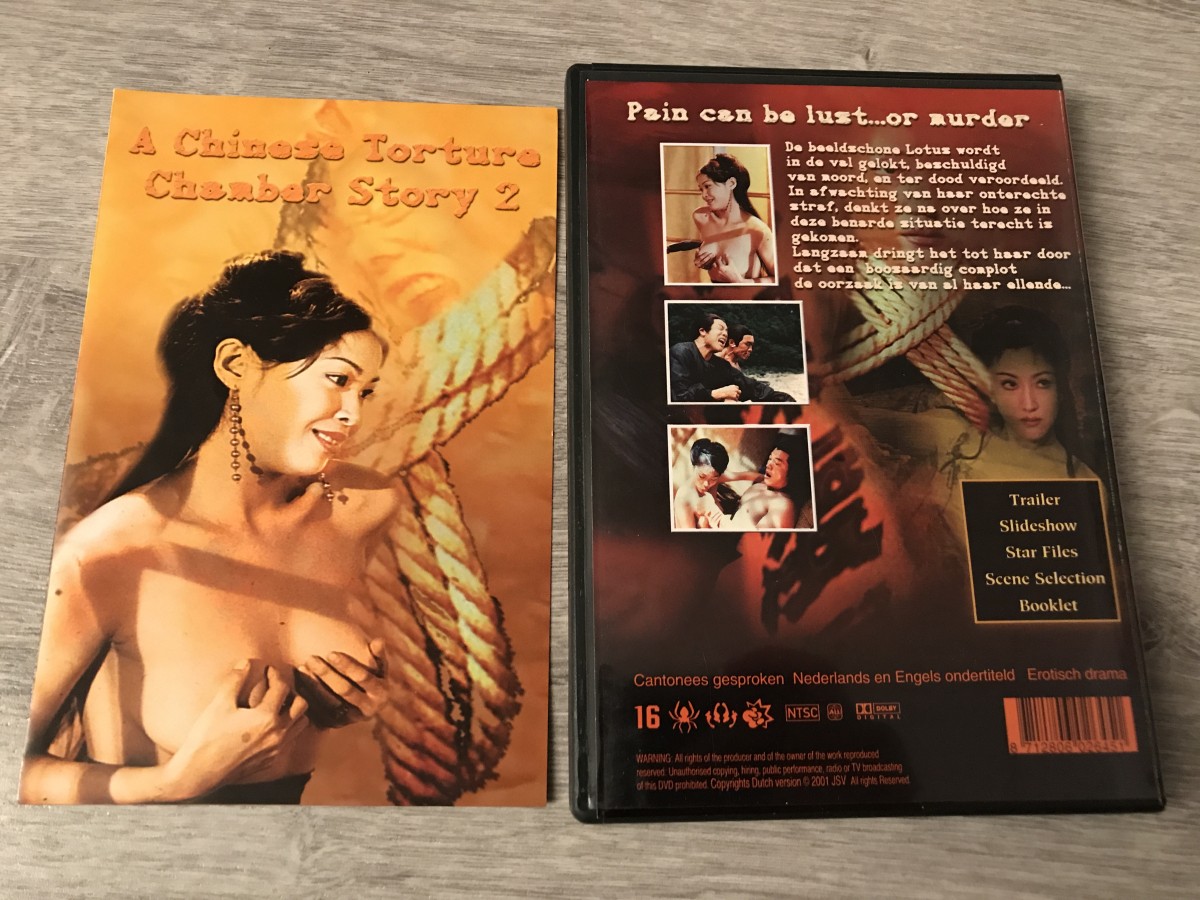 A Chinese Torture
Chamber Story 2
Pain can be lust...or murder
De beeldschone Lotus wordt
in de val gelokt, beschuldigd
van moord, en ter dood veroordeeld.
In afwachting van haar onterechte
straf, denkt ze na over hoe ze in
deze benarde situatie terecht is
gekomen.
Langzaam dringt het tot haar door
dat een boosaardig complot
de oorzaak is van al haar ellende...
Trailer
Slideshow
Star Files
Scene Selection
Booklet
Cantonees gesproken Nederlands en Engels ondertiteld Erotisch drama
16 NTSC ALL DOLBY DIGITAL
8 712806 026451
WARNING: All rights of the producer and of the owner of the work reproduced
reserved. Unauthorised copying, hiring, public performance, radio or TV broadcasting
of this DVD prohibited. Copyrights Dutch version © 2001 JSV. All rights Reserved.